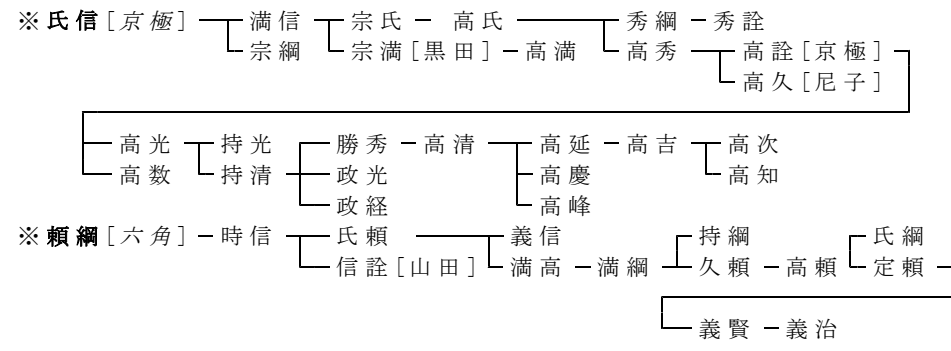 ※氏信[京極] 満信 宗氏 高氏 秀綱 秀詮
宗綱 宗満[黒田] 高満 高秀 高詮[京極]
高久[尼子]
高光 持光 勝秀 高清 高延 高吉 高次
高数 持清 政光 高慶 高知
政経 高峰
※頼綱[六角] 時信 氏頼 義信 持綱 氏綱
信詮[山田] 満高 満綱 久頼 高頼 定頼
義賢 義治